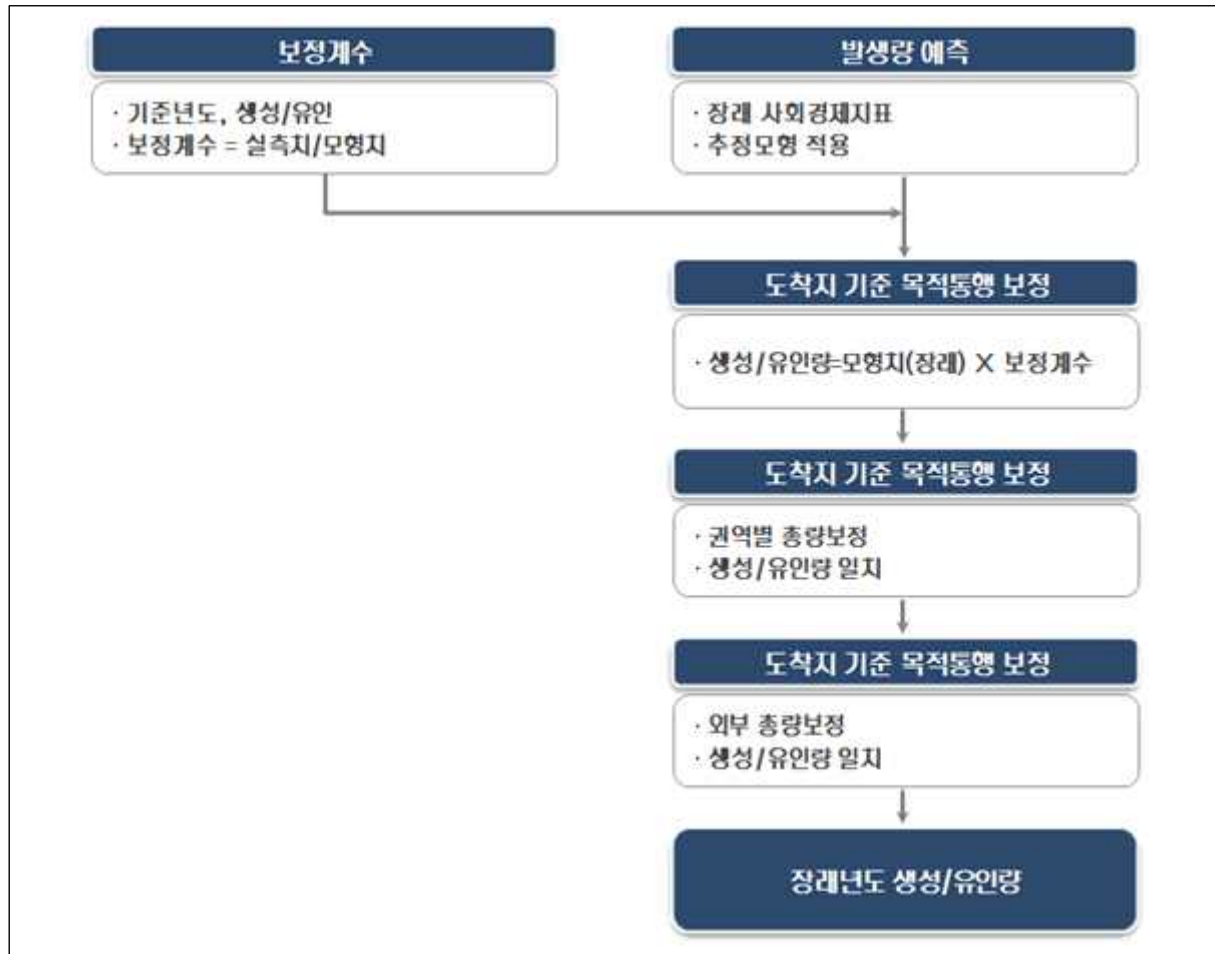 보정계수
· 기준년도, 생성/유인
· 보정계수 = 실측치/모형치
발생량 예측
· 장래 사회경제지표
· 추정모형 적용
도착지 기준 목적통행 보정
· 생성/유인량=모형치(장래) X 보정계수
도착지 기준 목적통행 보정
· 권역별 총량보정
· 생성/유인량 일치
도착지 기준 목적통행 보정
· 외부 총량보정
· 생성/유인량 일치
장래년도 생성/유인량